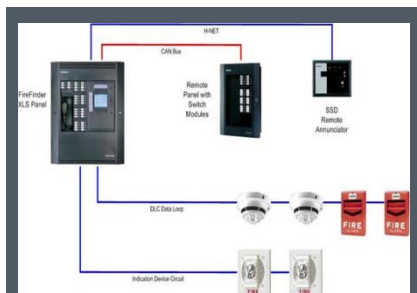 H-NET
CAN Bus
FireFinder
XLS Panel
Remote
Panel with
Switch
Modules
SSD
Remote
Annunciator
DLC Data Loop
FIRE
FIRE
Indication Device Circuit
FIRE
FIRE